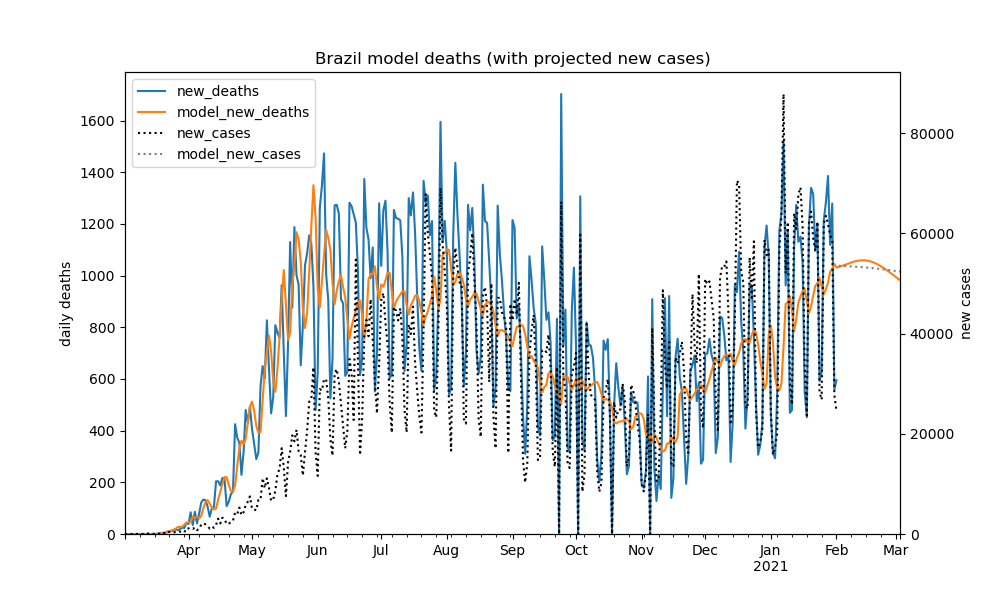 Brazil model deaths (with projected new cases)
new_deaths
model_new_deaths
new_cases
model_new_cases
daily deaths
1600
1400
1200
1000
800
600
400
200
0
new cases
80000
60000
40000
20000
0
Apr May Jun Jul Aug Sep Oct Nov Dec Jan Feb Mar
2021